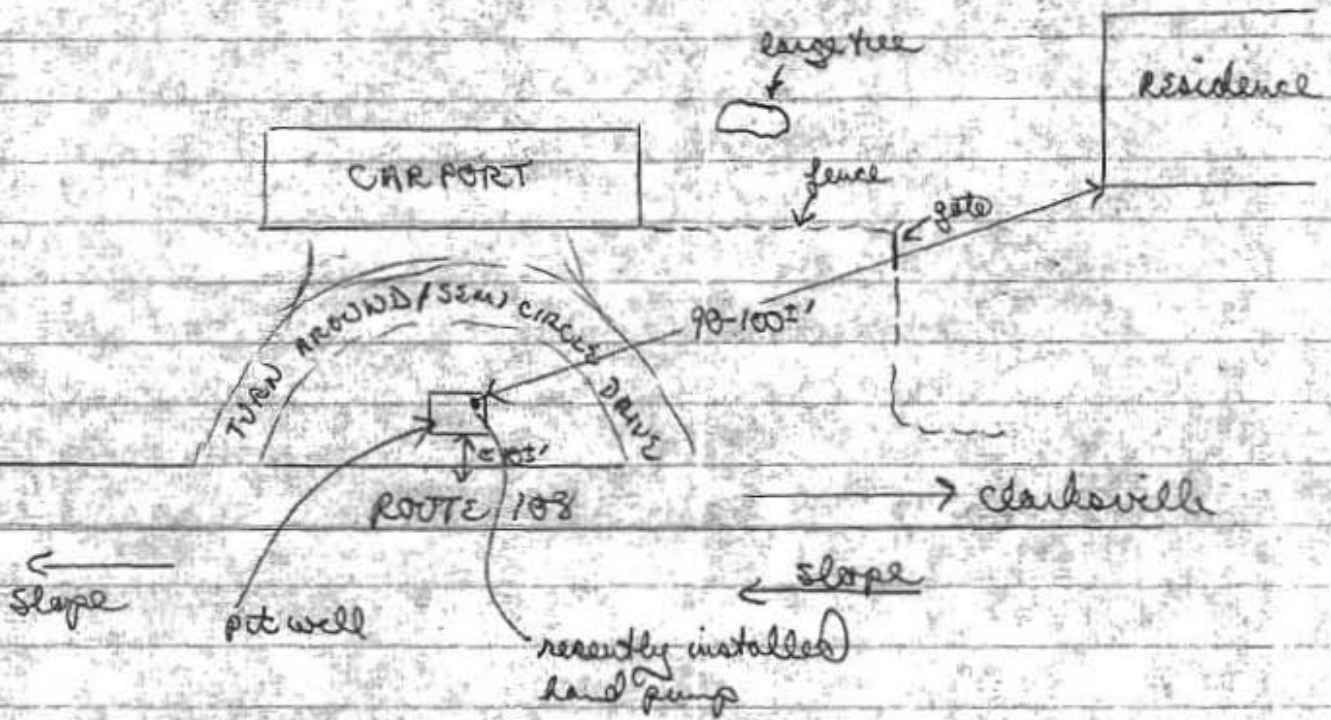 large tree
Residence
CARPORT
fence
gate
TURN AROUND/SEMI CIRCLE DRIVE
90-100±'
ROUTE 108
Clarksville
slope
slope
pit well
recently installed
hand pump